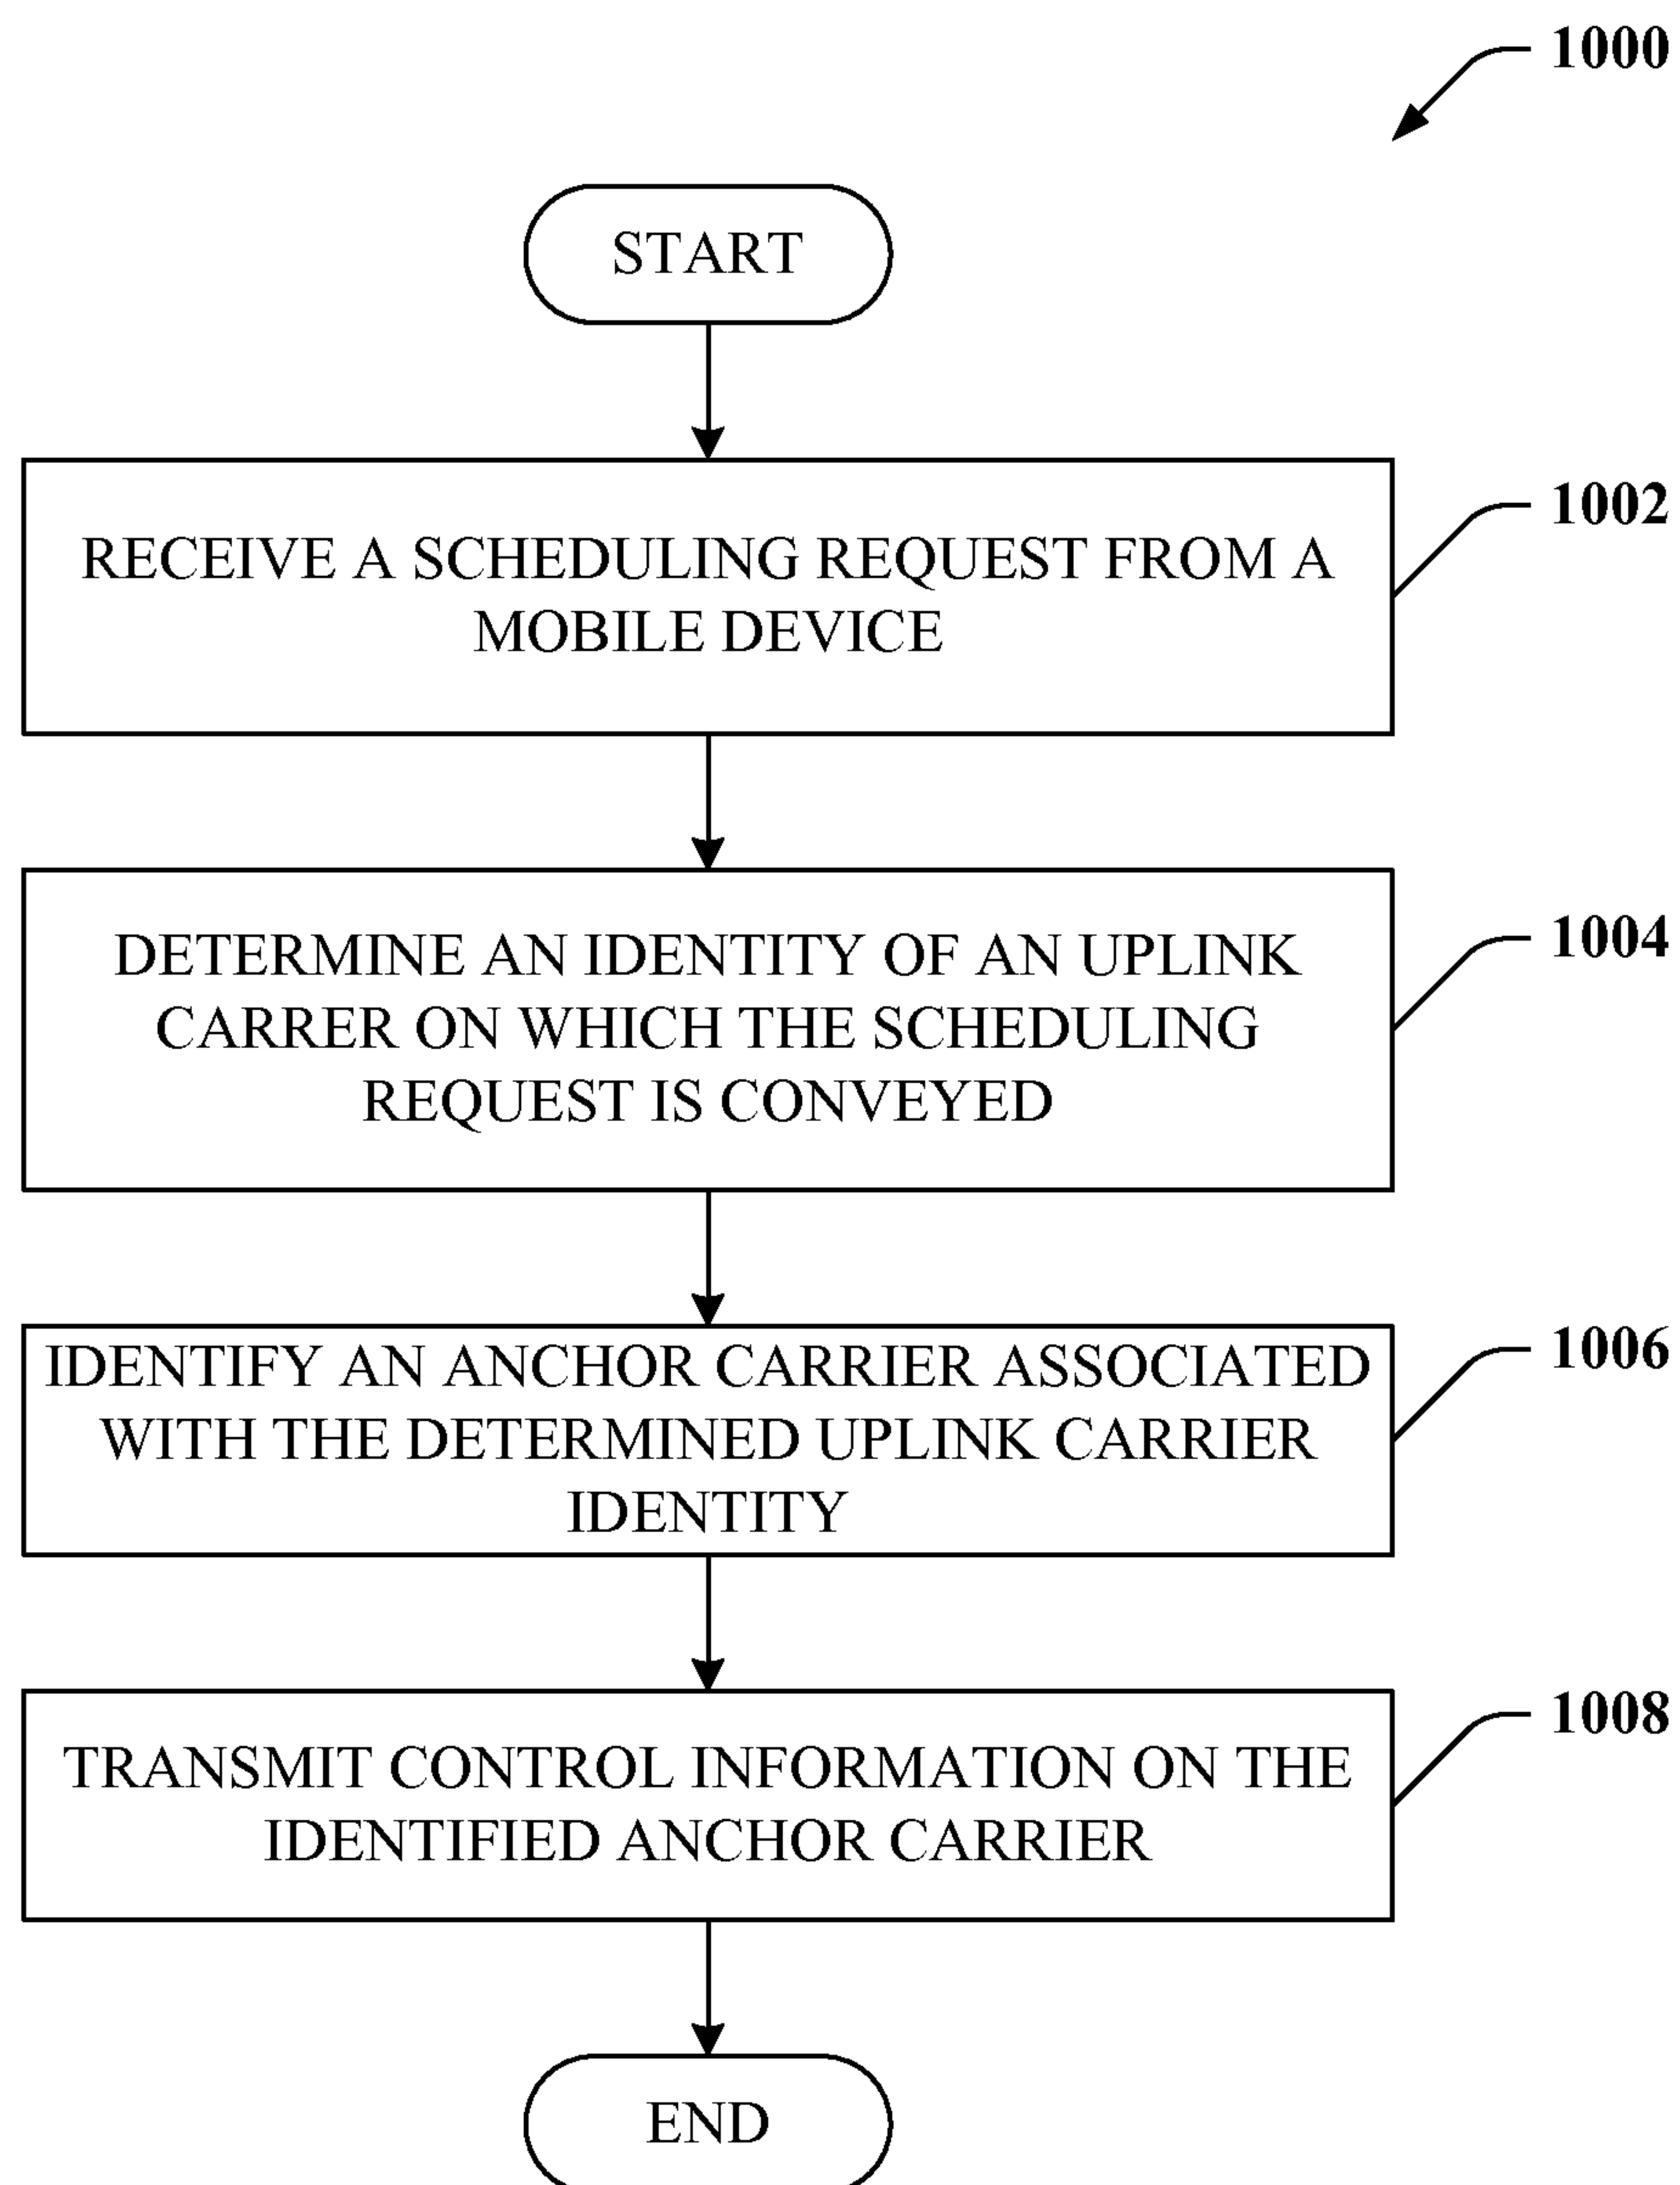 1000
START
RECEIVE A SCHEDULING REQUEST FROM A
MOBILE DEVICE
1002
DETERMINE AN IDENTITY OF AN UPLINK
CARRER ON WHICH THE SCHEDULING
REQUEST IS CONVEYED
1004
IDENTIFY AN ANCHOR CARRIER ASSOCIATED
WITH THE DETERMINED UPLINK CARRIER
IDENTITY
1006
TRANSMIT CONTROL INFORMATION ON THE
IDENTIFIED ANCHOR CARRIER
1008
END